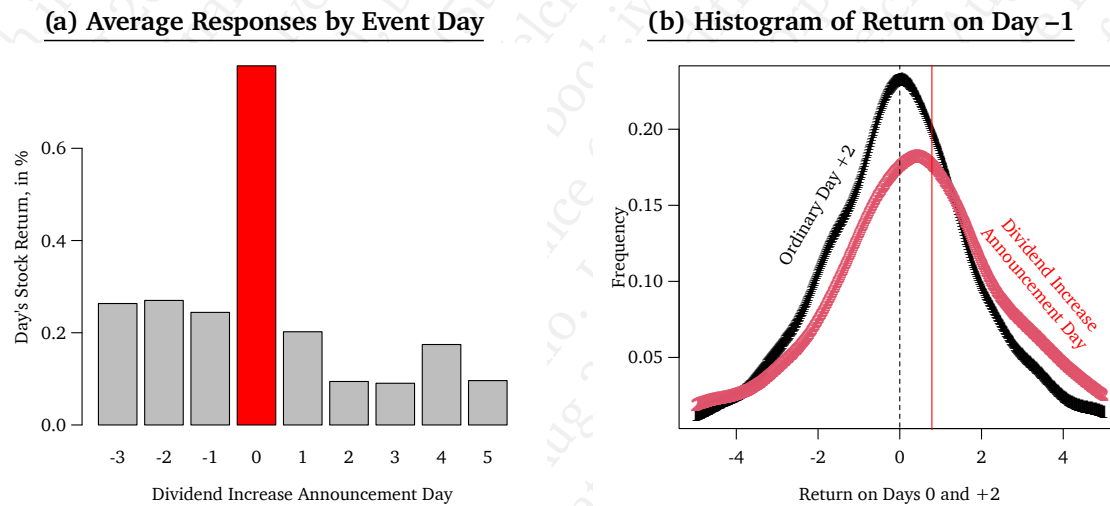 (a) Average Responses by Event Day
Day's Stock Return, in %
0.6
0.4
0.2
0.0
-3 -2 -1 0 1 2 3 4 5
Dividend Increase Announcement Day
(b) Histogram of Return on Day −1
Frequency
0.20
0.15
0.10
0.05
Ordinary Day +2
Dividend Increase
Announcement Day
-4 -2 0 2 4
Return on Days 0 and +2